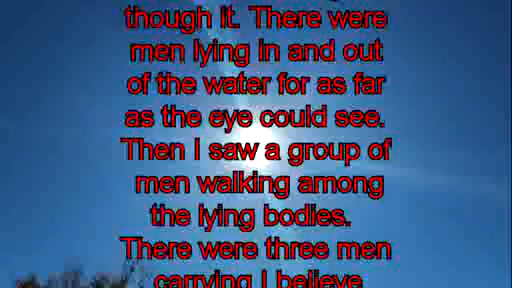 though it. There were
men lying in and out
of the water for as far
as the eye could see.
Then I saw a group of
men walking among
the lying bodies.
There were three men
carrying I believe